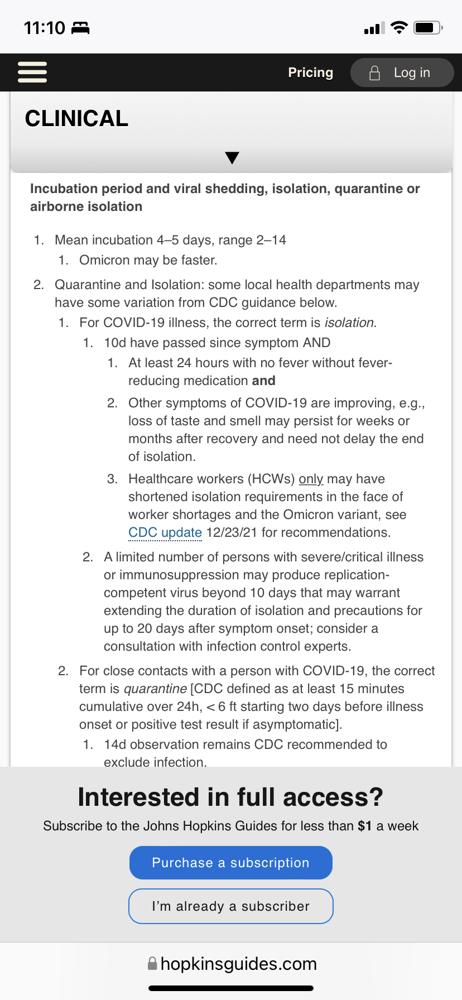 11:10
Pricing
Log in
CLINICAL
Incubation period and viral shedding, isolation, quarantine or
airborne isolation
1. Mean incubation 4–5 days, range 2–14
1. Omicron may be faster.
2. Quarantine and Isolation: some local health departments may
have some variation from CDC guidance below.
1. For COVID-19 illness, the correct term is isolation.
1. 10d have passed since symptom AND
1. At least 24 hours with no fever without fever-
reducing medication and
2. Other symptoms of COVID-19 are improving, e.g.,
loss of taste and smell may persist for weeks or
months after recovery and need not delay the end
of isolation.
3. Healthcare workers (HCWs) only may have
shortened isolation requirements in the face of
worker shortages and the Omicron variant, see
CDC update 12/23/21 for recommendations.
2. A limited number of persons with severe/critical illness
or immunosuppression may produce replication-
competent virus beyond 10 days that may warrant
extending the duration of isolation and precautions for
up to 20 days after symptom onset; consider a
consultation with infection control experts.
2. For close contacts with a person with COVID-19, the correct
term is quarantine [CDC defined as at least 15 minutes
cumulative over 24h, < 6 ft starting two days before illness
onset or positive test result if asymptomatic].
1. 14d observation remains CDC recommended to
exclude infection.
Interested in full access?
Subscribe to the Johns Hopkins Guides for less than $1 a week
Purchase a subscription
I’m already a subscriber
hopkinsguides.com